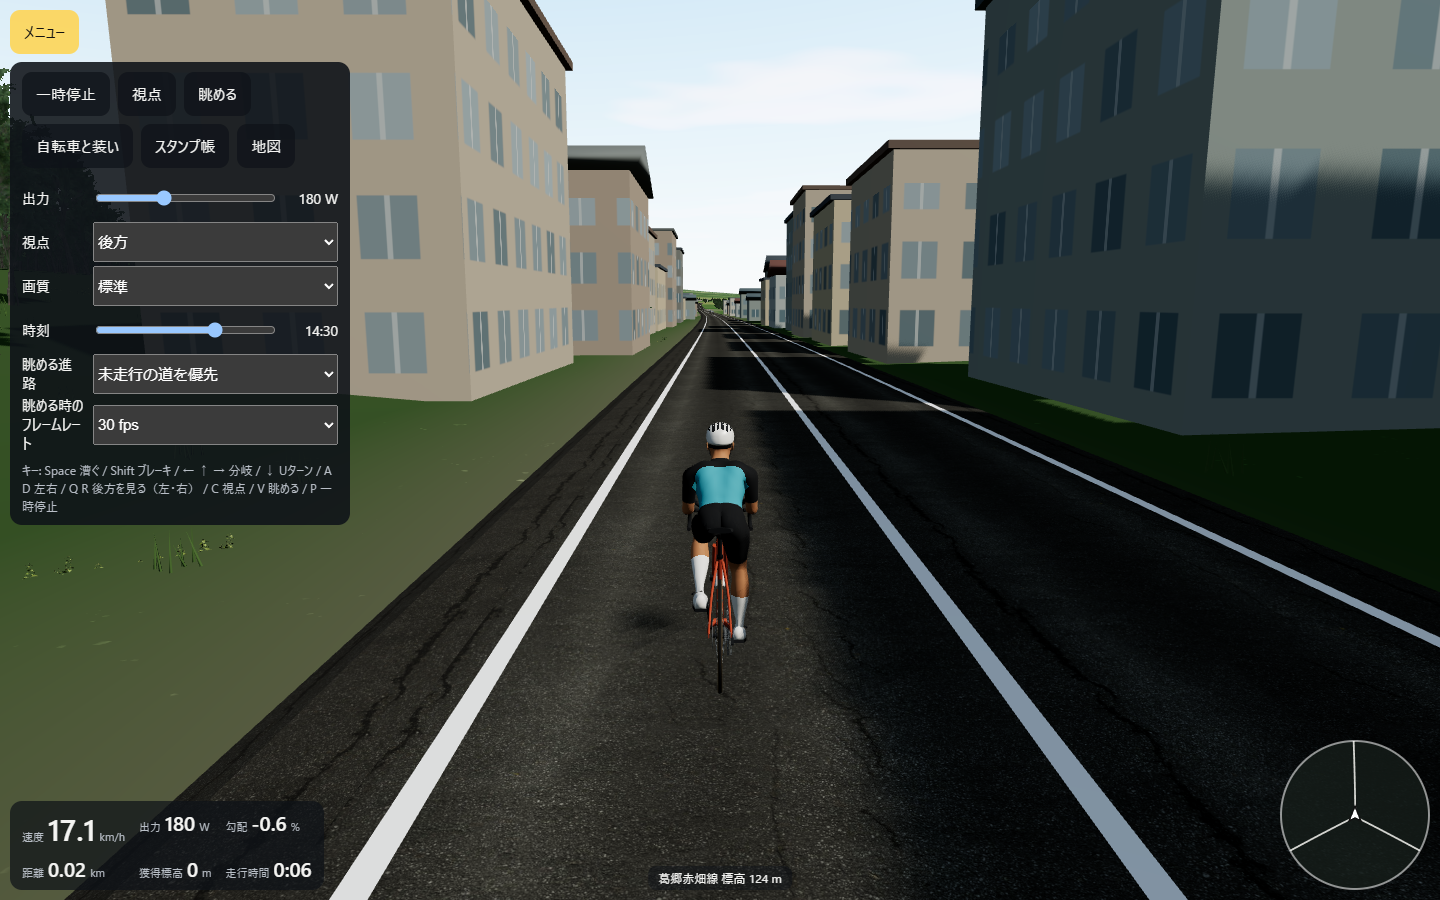 メニュー
一時停止 視点 眺める
自転車と装い スタンプ帳 地図
出力 180 W
視点 後方
画質 標準
時刻 14:30
眺める進路 未走行の道を優先
眺める時のフレームレート 30 fps
キー: Space 漕ぐ / Shift ブレーキ / ← ↑ → 分岐 / ↓ Uターン / A
D 左右 / Q R 後方を見る（左・右） / C 視点 / V 眺める / P 一
時停止
速度 17.1 km/h 出力 180 W 勾配 -0.6 %
距離 0.02 km 獲得標高 0 m 走行時間 0:06
葛郷赤畑線 標高 124 m